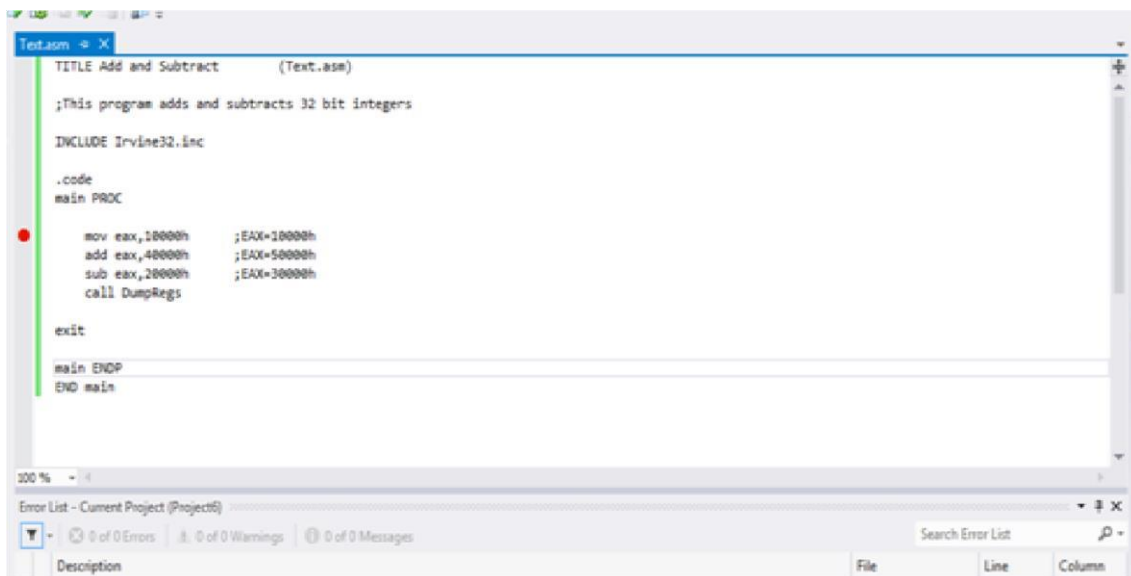 Text.asm
TITLE Add and Subtract (Text.asm)
;This program adds and subtracts 32 bit integers
INCLUDE Irvine32.inc
.code
main PROC
mov eax,10000h ;EAX=10000h
add eax,40000h ;EAX=50000h
sub eax,20000h ;EAX=30000h
call DumpRegs
exit
main ENDP
END main
100 %
Error List - Current Project (Project6)
0 of 0 Errors 0 of 0 Warnings 0 of 0 Messages Search Error List
Description File Line Column